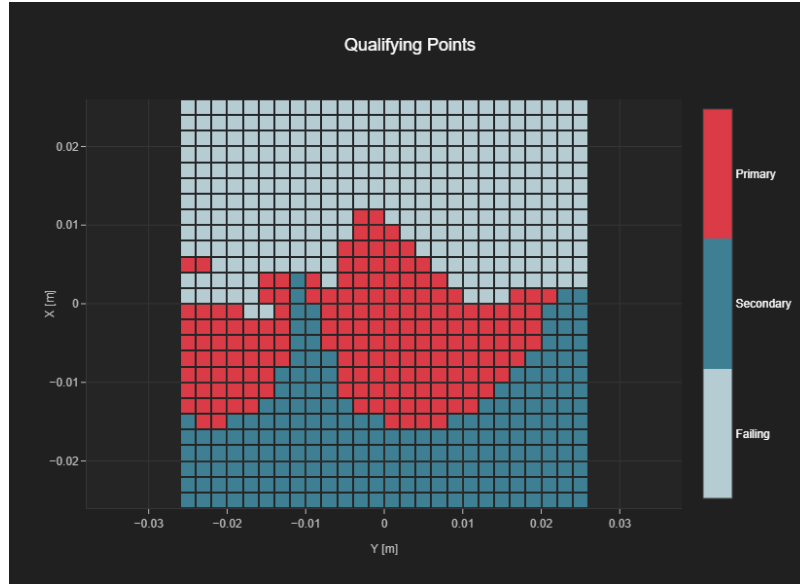 Qualifying Points
0.02
0.01
0
−0.01
−0.02
X [m]
−0.03
−0.02
−0.01
0
0.01
0.02
0.03
Y [m]
Primary
Secondary
Failing